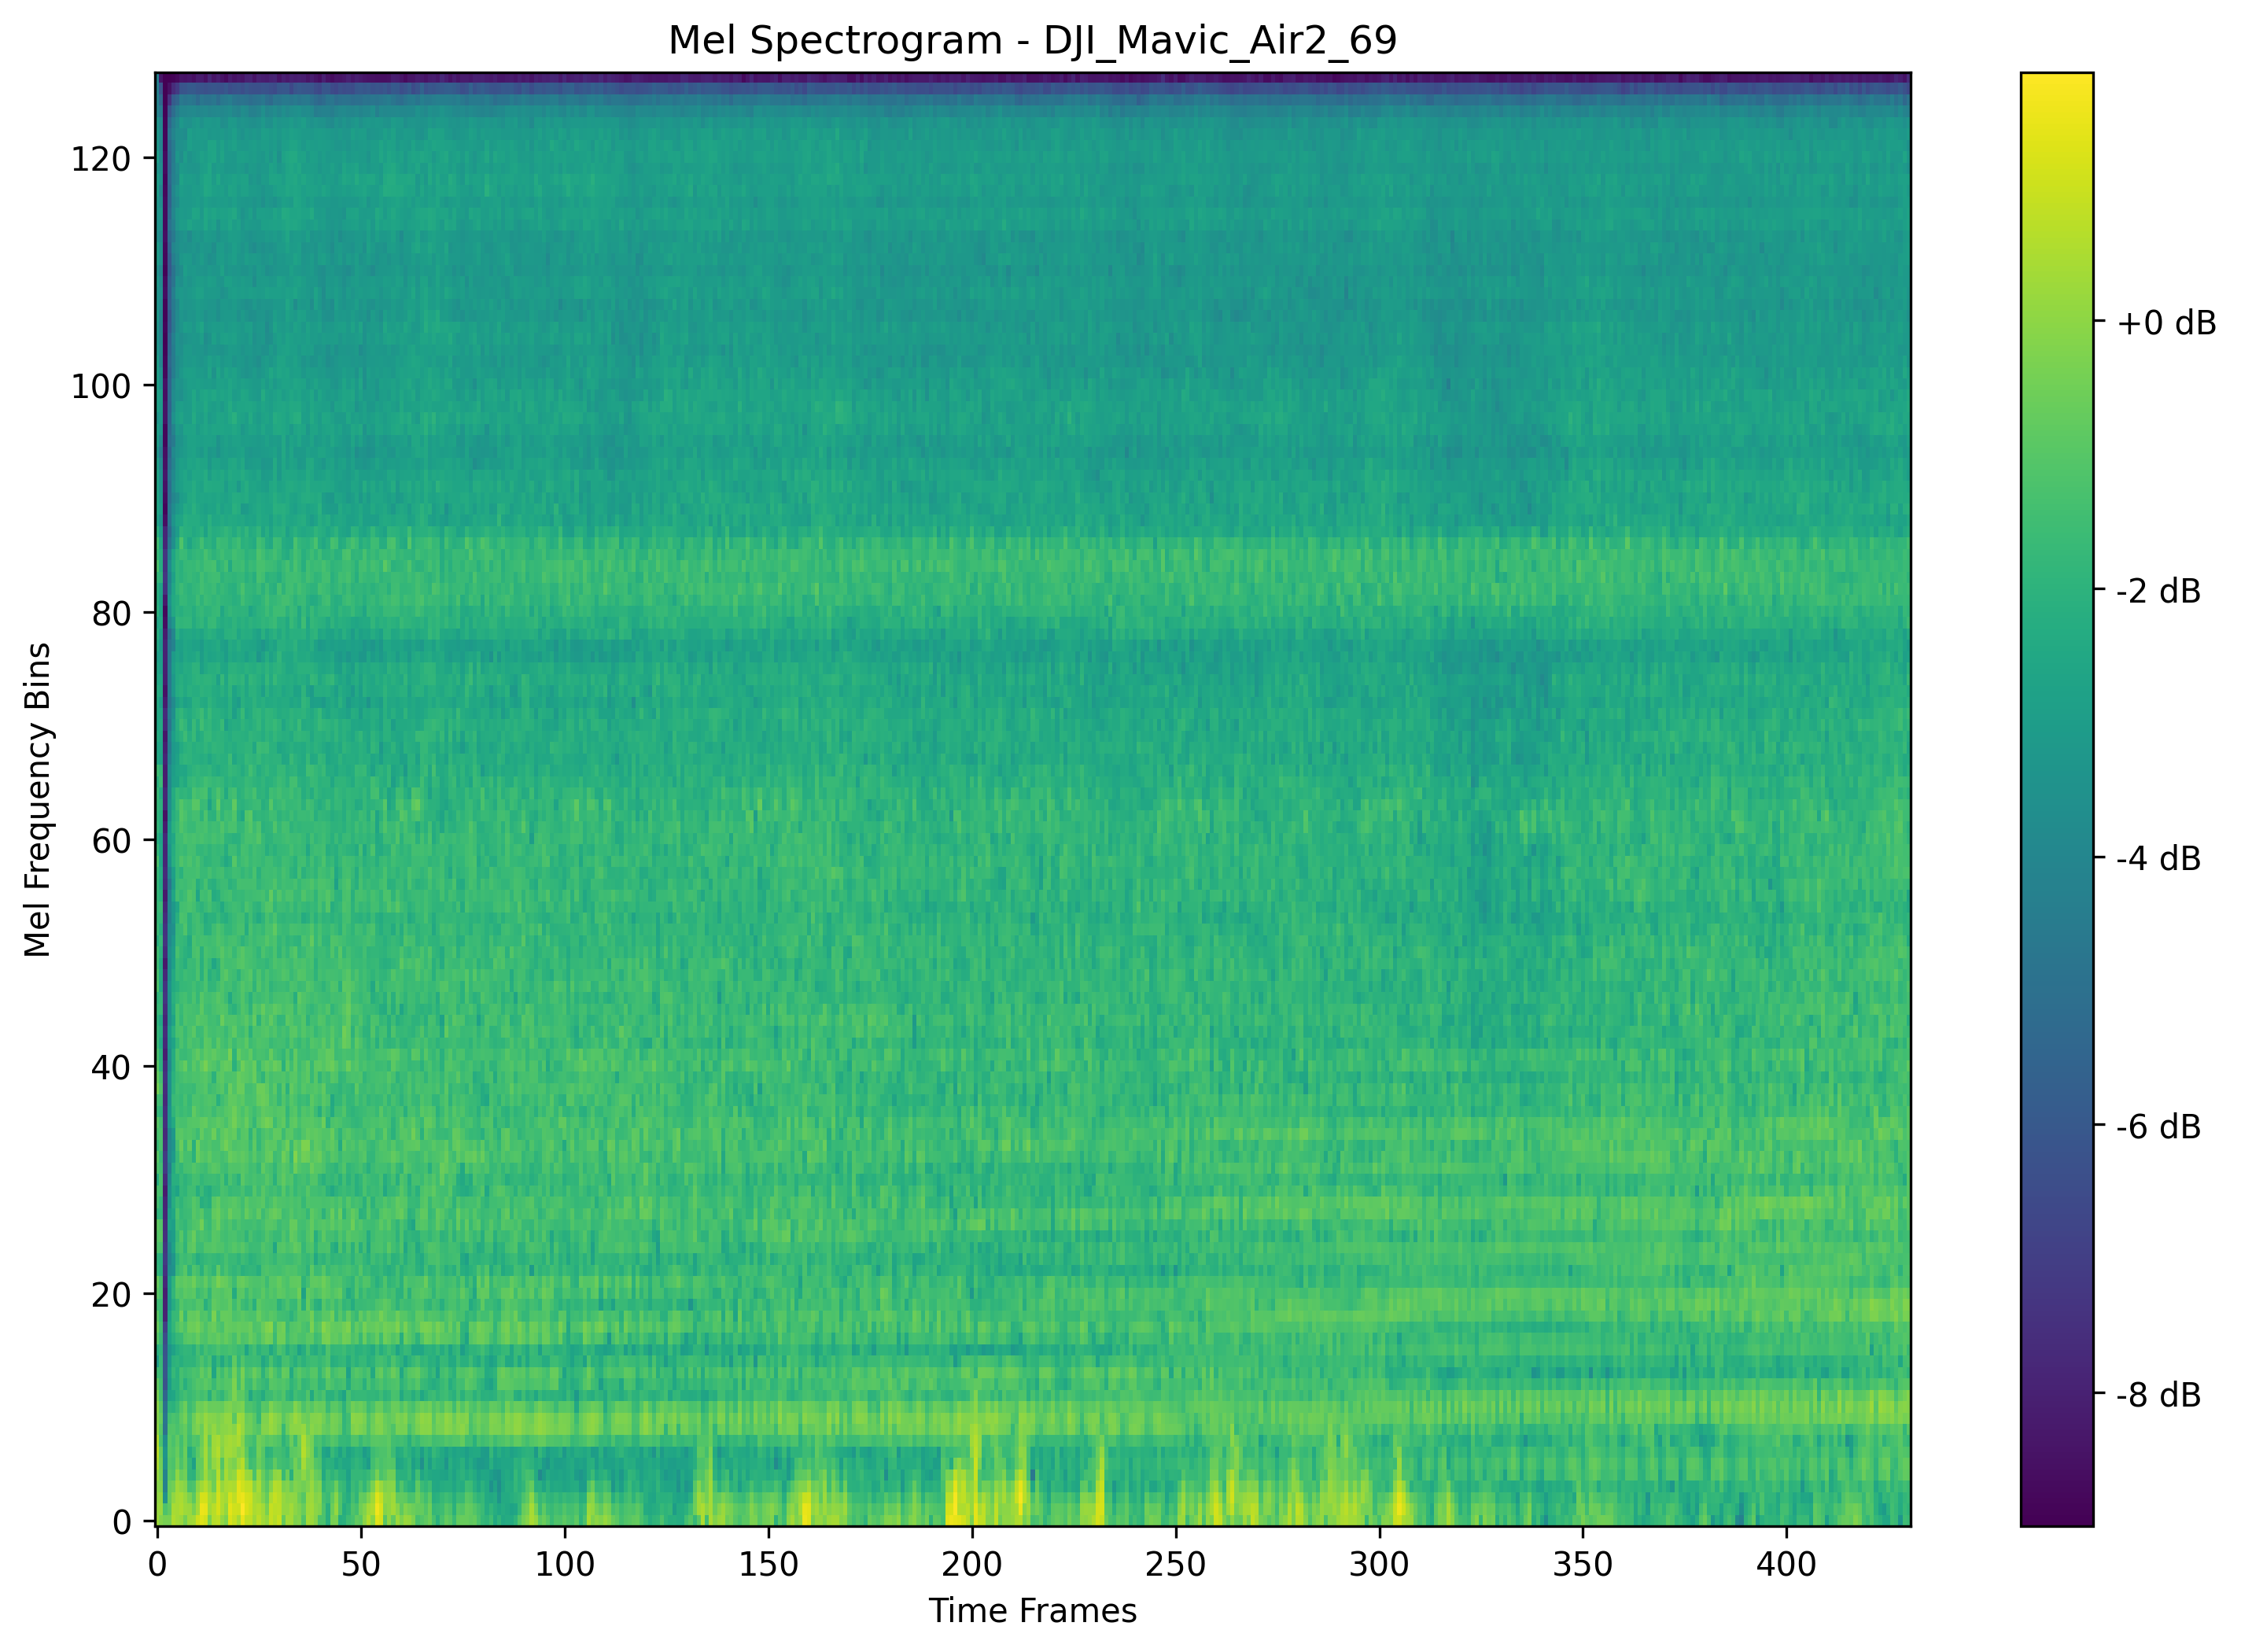 Mel Spectrogram - DJI_Mavic_Air2_69
120
100
80
60
40
20
0
Mel Frequency Bins
0 50 100 150 200 250 300 350 400
Time Frames
+0 dB
-2 dB
-4 dB
-6 dB
-8 dB